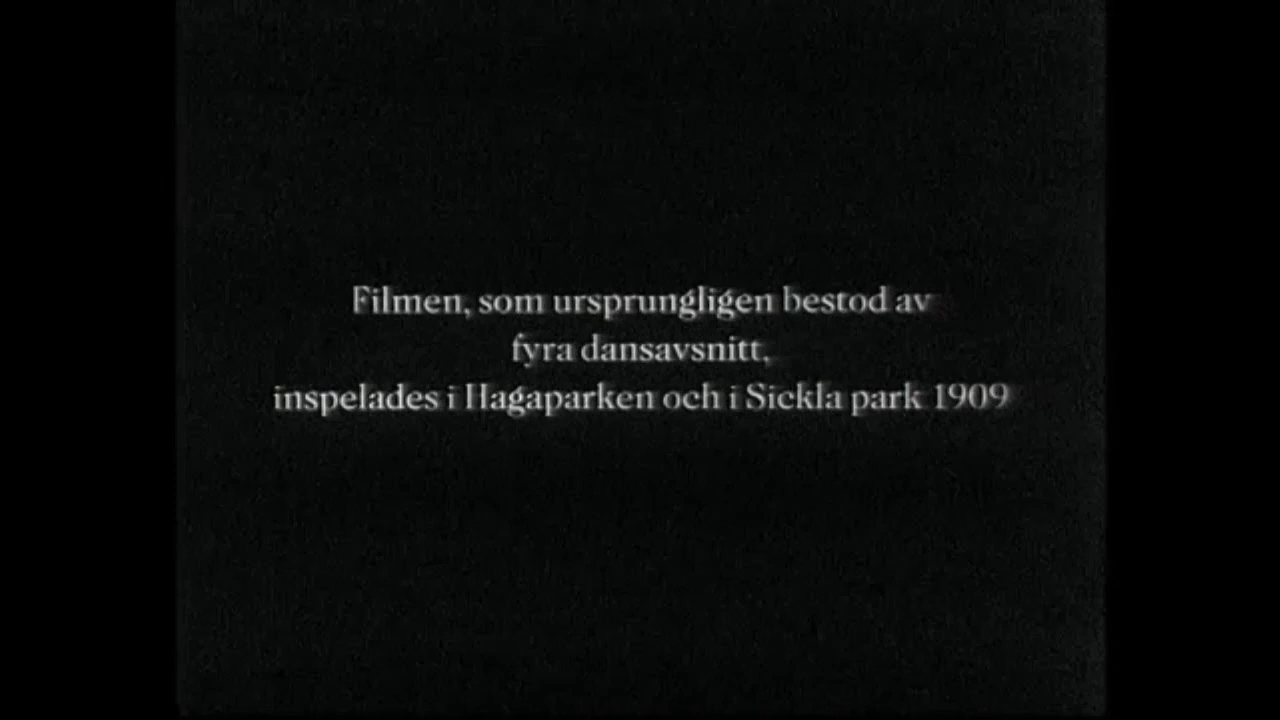 Filmen, som ursprungligen bestod av
fyra dansavsnitt,
inspelades i Hagaparken och i Sickla park 1909